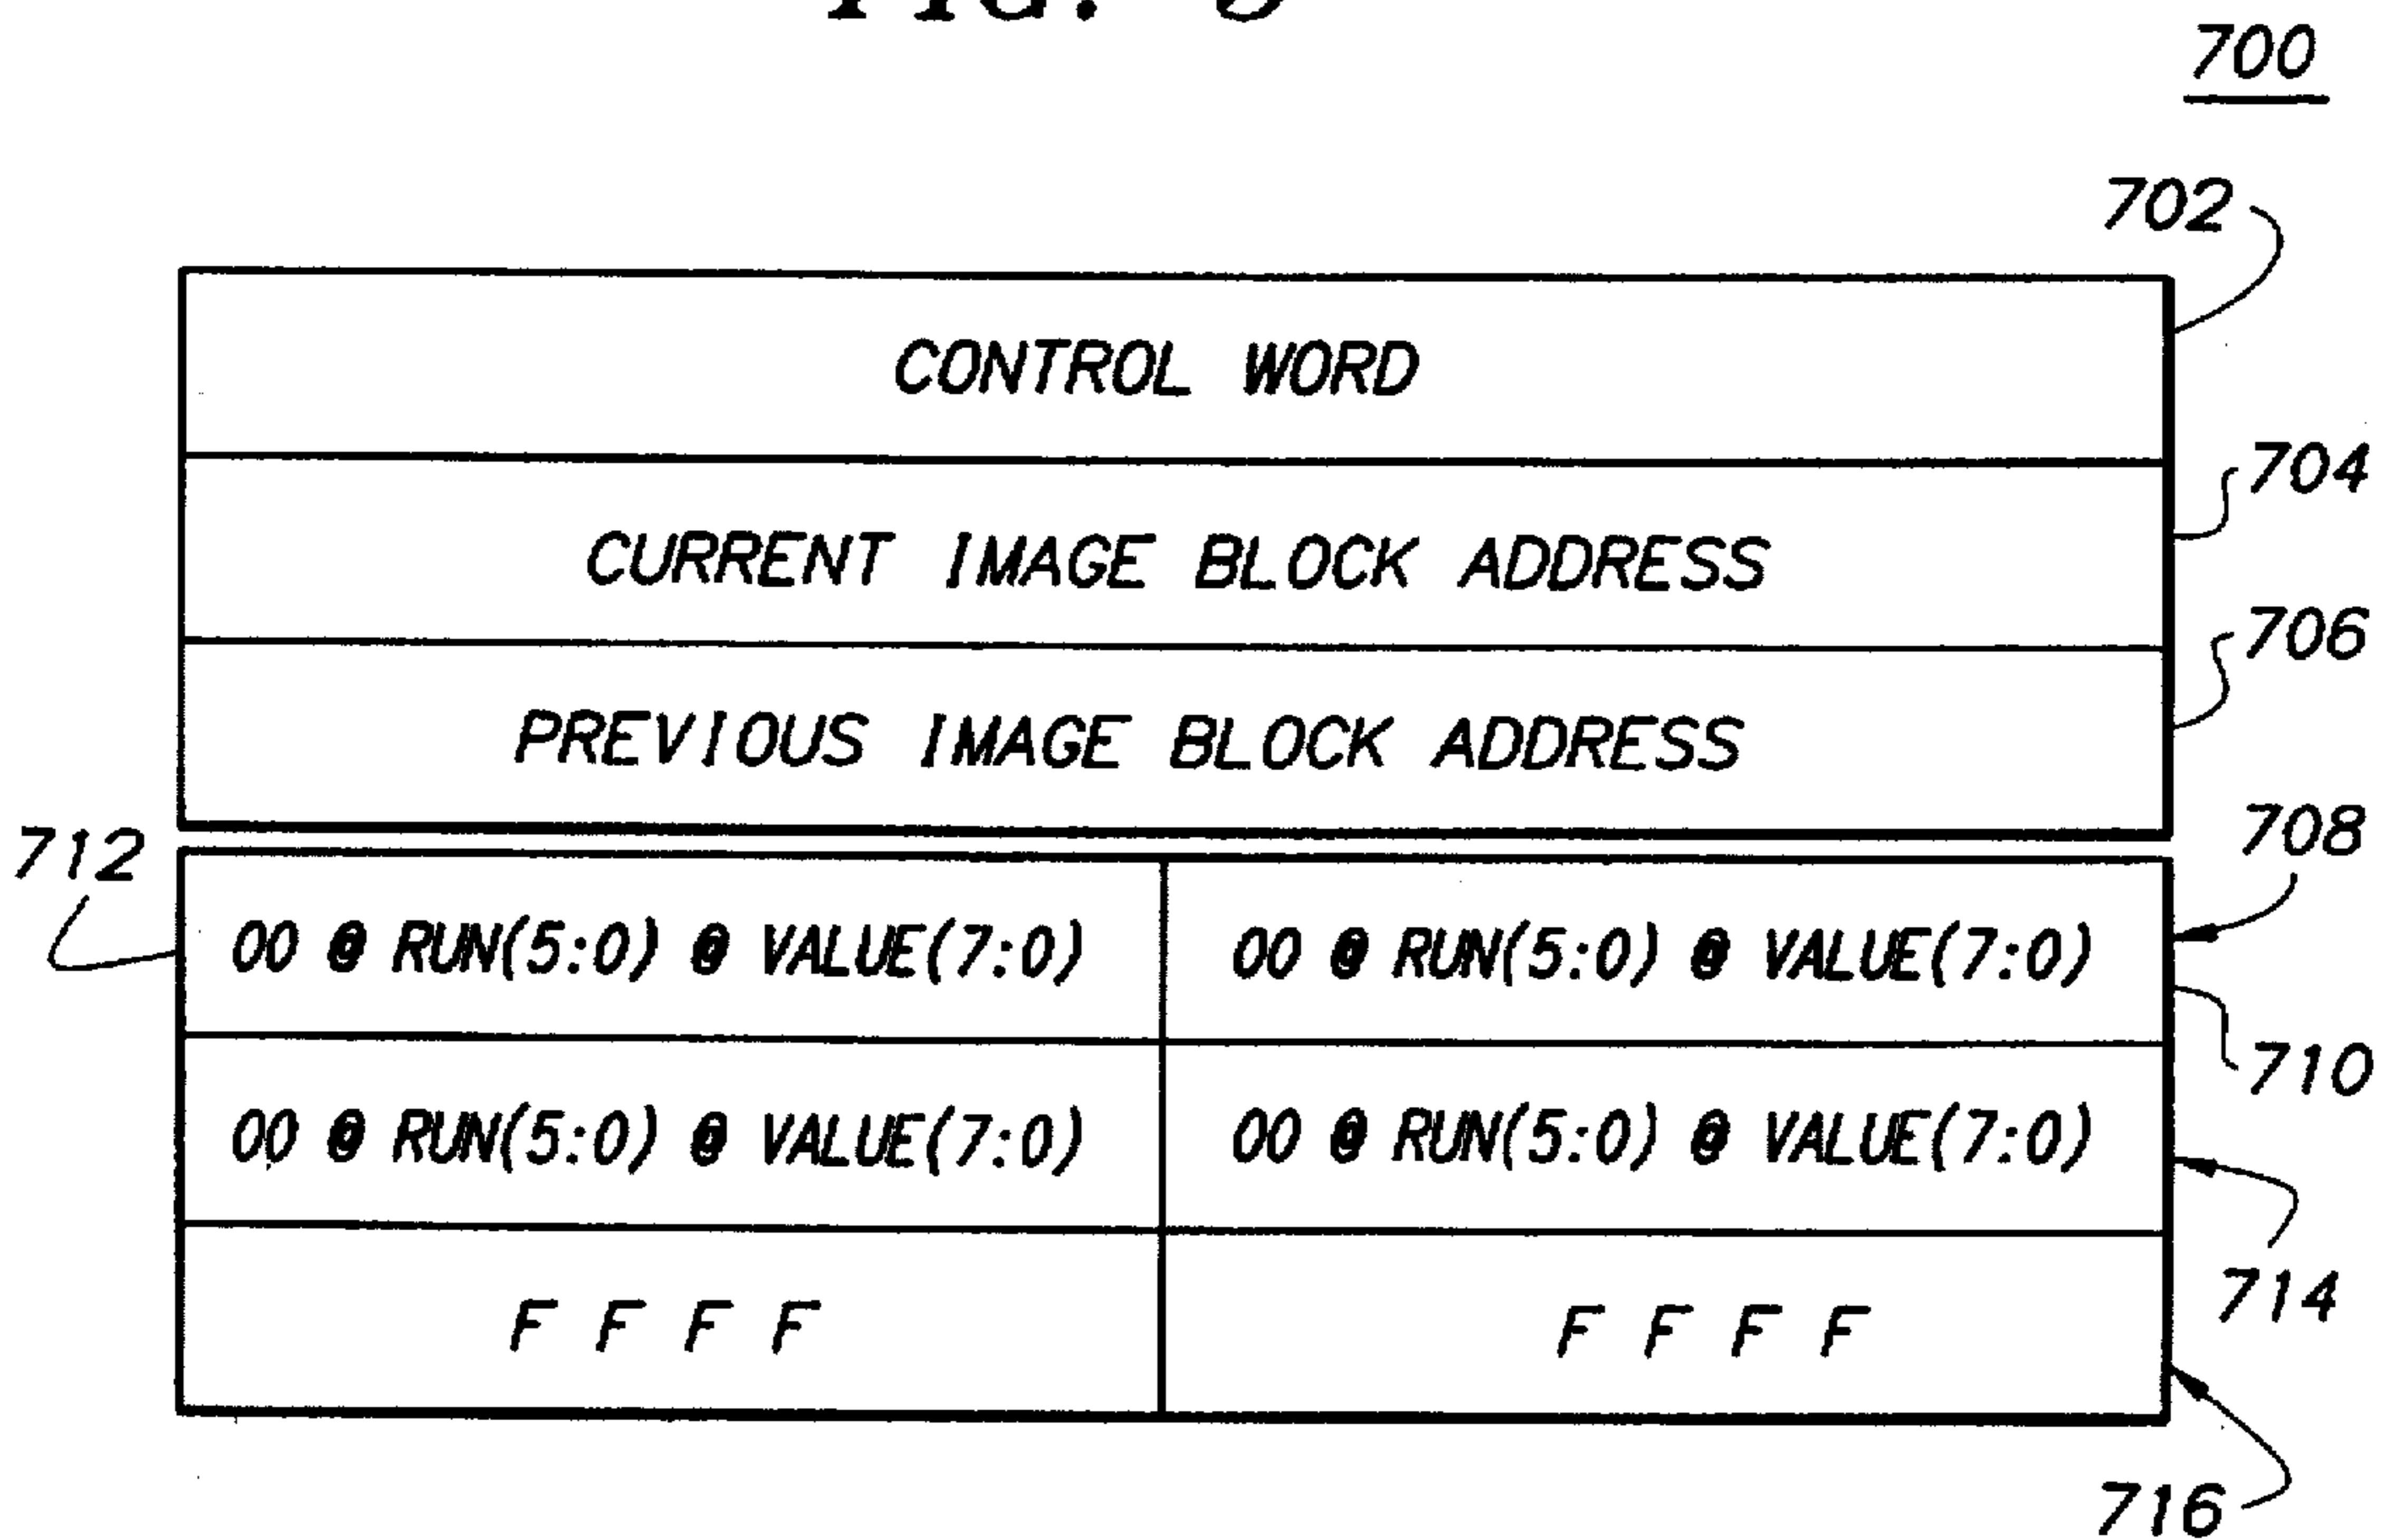 700
702
CONTROL WORD
704
CURRENT IMAGE BLOCK ADDRESS
706
PREVIOUS IMAGE BLOCK ADDRESS
712
708
00 @ RUN(5:0) @ VALUE(7:0) 00 @ RUN(5:0) @ VALUE(7:0)
710
00 @ RUN(5:0) @ VALUE(7:0) 00 @ RUN(5:0) @ VALUE(7:0)
714
F F F F F F F F
716